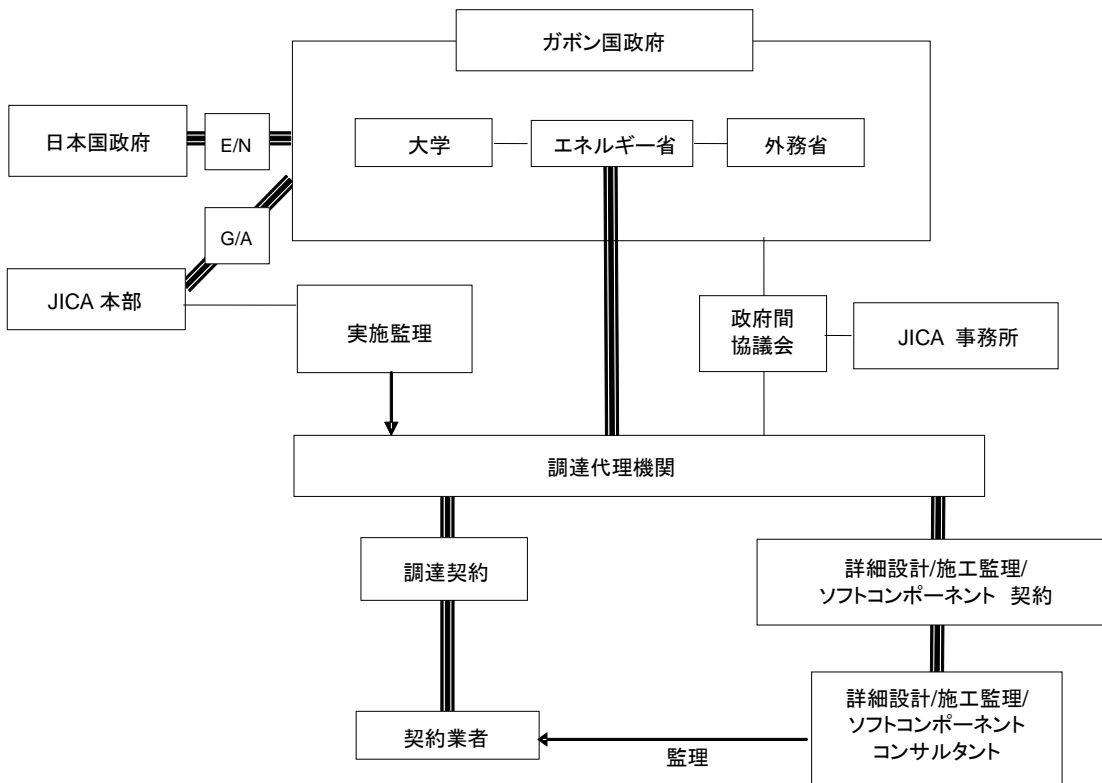 ガボン国政府
日本国政府
E/N
大学
エネルギー省
外務省
G/A
JICA 本部
実施監理
政府間
協議会
JICA 事務所
調達代理機関
調達契約
詳細設計/施工監理/
ソフトコンポーネント 契約
契約業者
監理
詳細設計/施工監理/
ソフトコンポーネント
コンサルタント